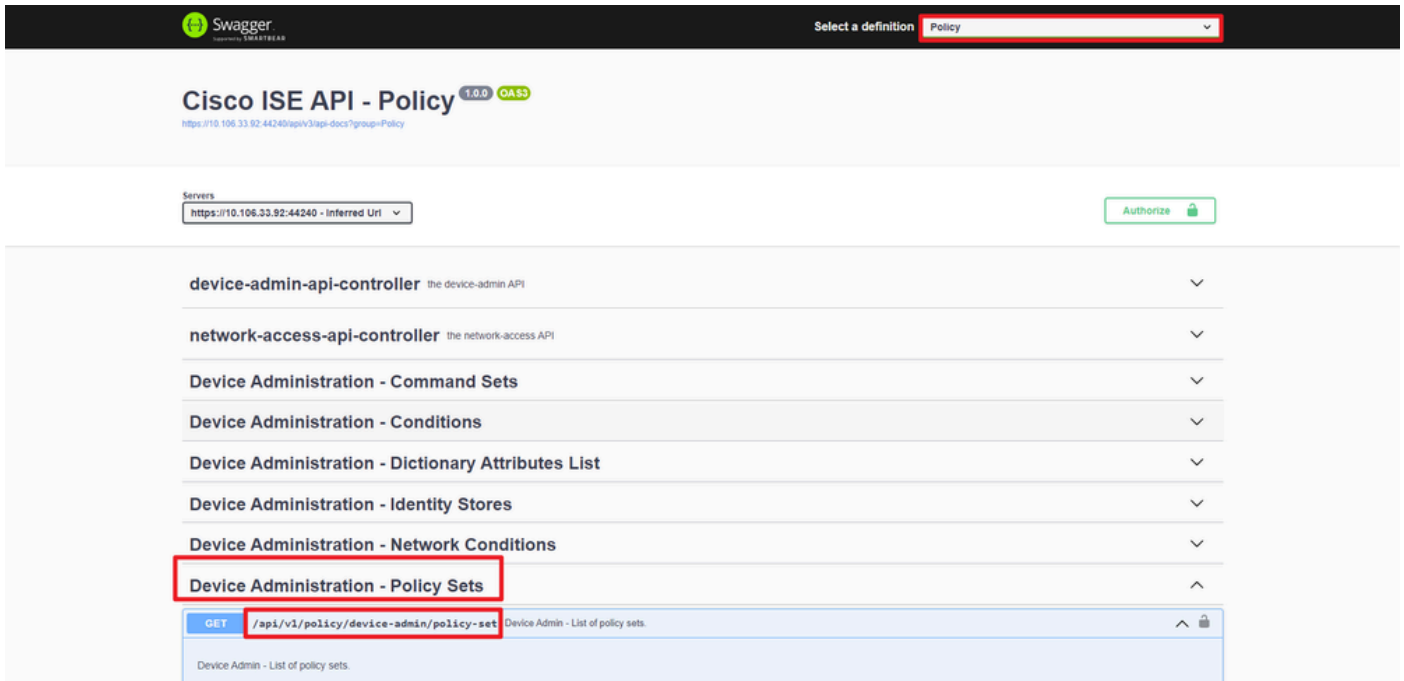 Swagger.
Supported by SMARTBEAR
Select a definition
Policy
Cisco ISE API - Policy 1.0.0 OAS3
https://10.106.33.92:44240/api/v3/api-docs?group=Policy
Servers
https://10.106.33.92:44240 - Inferred Url
Authorize
device-admin-api-controller the device-admin API
network-access-api-controller the network-access API
Device Administration - Command Sets
Device Administration - Conditions
Device Administration - Dictionary Attributes List
Device Administration - Identity Stores
Device Administration - Network Conditions
Device Administration - Policy Sets
GET /api/v1/policy/device-admin/policy-set Device Admin - List of policy sets.
Device Admin - List of policy sets.